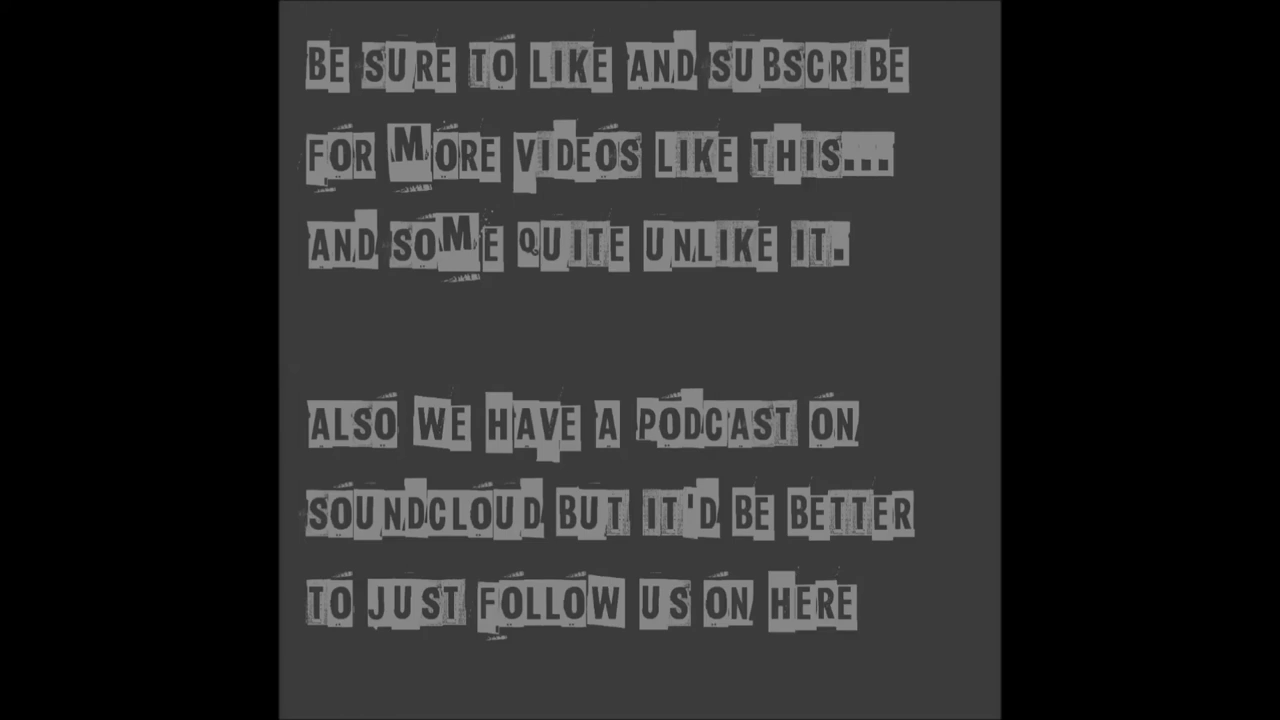 BE SURE TO LIKE AND SUBSCRIBE
FOR MORE VIDEOS LIKE THIS...
AND SOME QUITE UNLIKE IT.
ALSO WE HAVE A PODCAST ON
SOUNDCLOUD BUT IT'D BE BETTER
TO JUST FOLLOW US ON HERE